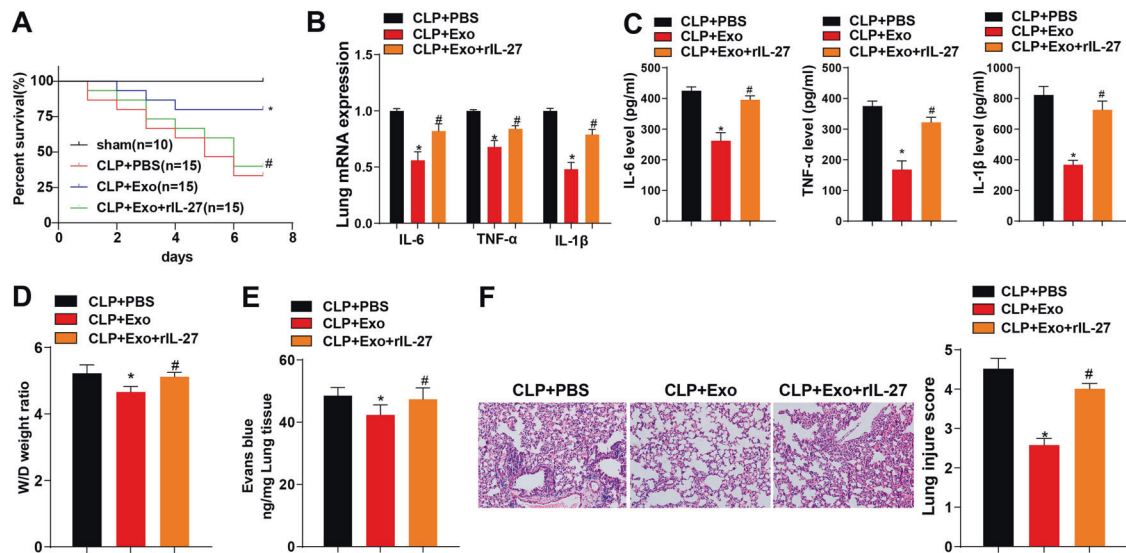 A
Percent survival(%)
100
75
50
25
0
sham(n=10)
CLP+PBS(n=15)
CLP+Exo(n=15)
CLP+Exo+rIL-27(n=15)
*
#
0 2 4 6 8
days
B
CLP+PBS
CLP+Exo
CLP+Exo+rIL-27
Lung mRNA expression
1.5
1.0
0.5
0.0
* # * # * #
IL-6 TNF-α IL-1β
C
CLP+PBS
CLP+Exo
CLP+Exo+rIL-27
IL-6 level (pg/ml)
500
400
300
200
100
0
* #
CLP+PBS
CLP+Exo
CLP+Exo+rIL-27
TNF-α level (pg/ml)
500
400
300
200
100
0
* #
CLP+PBS
CLP+Exo
CLP+Exo+rIL-27
IL-1β level (pg/ml)
1000
800
600
400
200
0
* #
D
CLP+PBS
CLP+Exo
CLP+Exo+rIL-27
W/D weight ratio
6
4
2
0
* #
E
CLP+PBS
CLP+Exo
CLP+Exo+rIL-27
Evans blue
ng/mg Lung tissue
60
40
20
0
* #
F
CLP+PBS CLP+Exo CLP+Exo+rIL-27
CLP+PBS
CLP+Exo
CLP+Exo+rIL-27
Lung injure score
5
4
3
2
1
0
* #